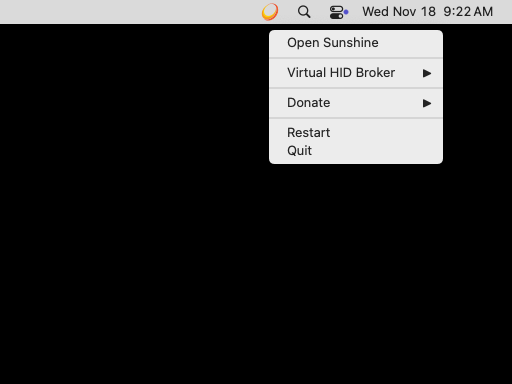 Wed Nov 18 9:22 AM
Open Sunshine
Virtual HID Broker
Donate
Restart
Quit